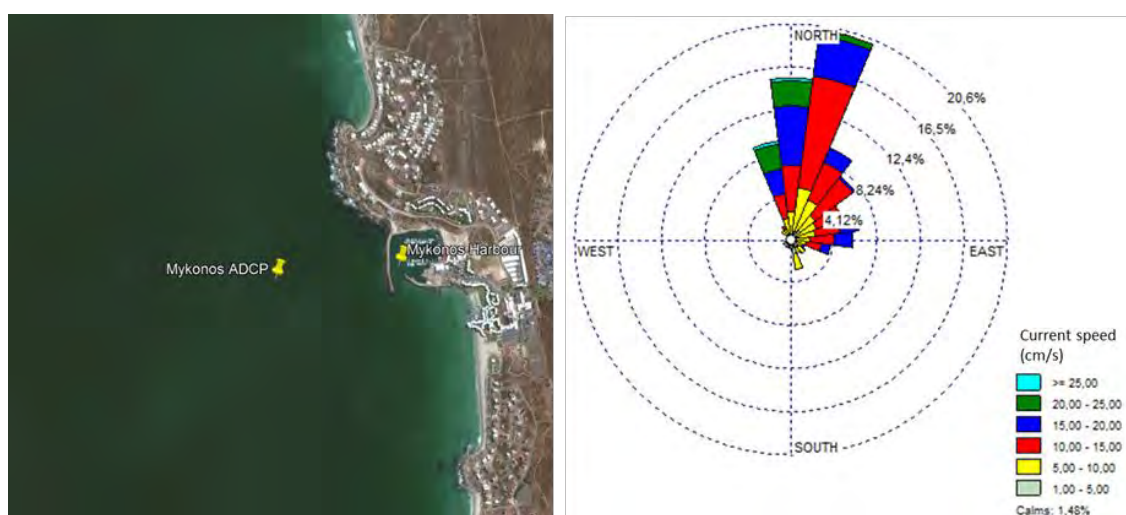 Mykonos ADCP
Mykonos Harbour
NORTH
20,6%
16,5%
12,4%
8,24%
4,12%
WEST
EAST
SOUTH
Current speed
(cm/s)
>= 25,00
20,00 - 25,00
15,00 - 20,00
10,00 - 15,00
5,00 - 10,00
1,00 - 5,00
Calms: 1,48%